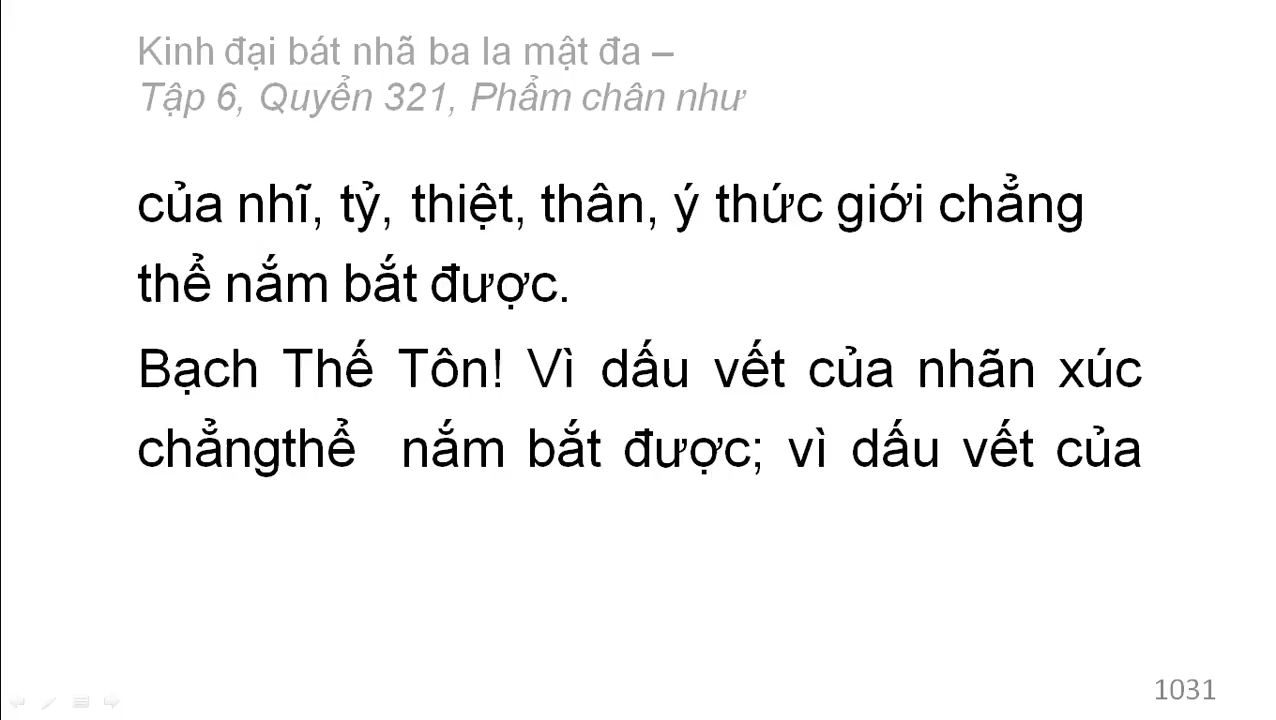 Kinh đại bát nhã ba la mật đa –
Tập 6, Quyển 321, Phẩm chân như
của nhĩ, tỷ, thiệt, thân, ý thức giới chẳng
thể nắm bắt được.
Bạch Thế Tôn! Vì dấu vết của nhãn xúc
chẳngthể nắm bắt được; vì dấu vết của
1031